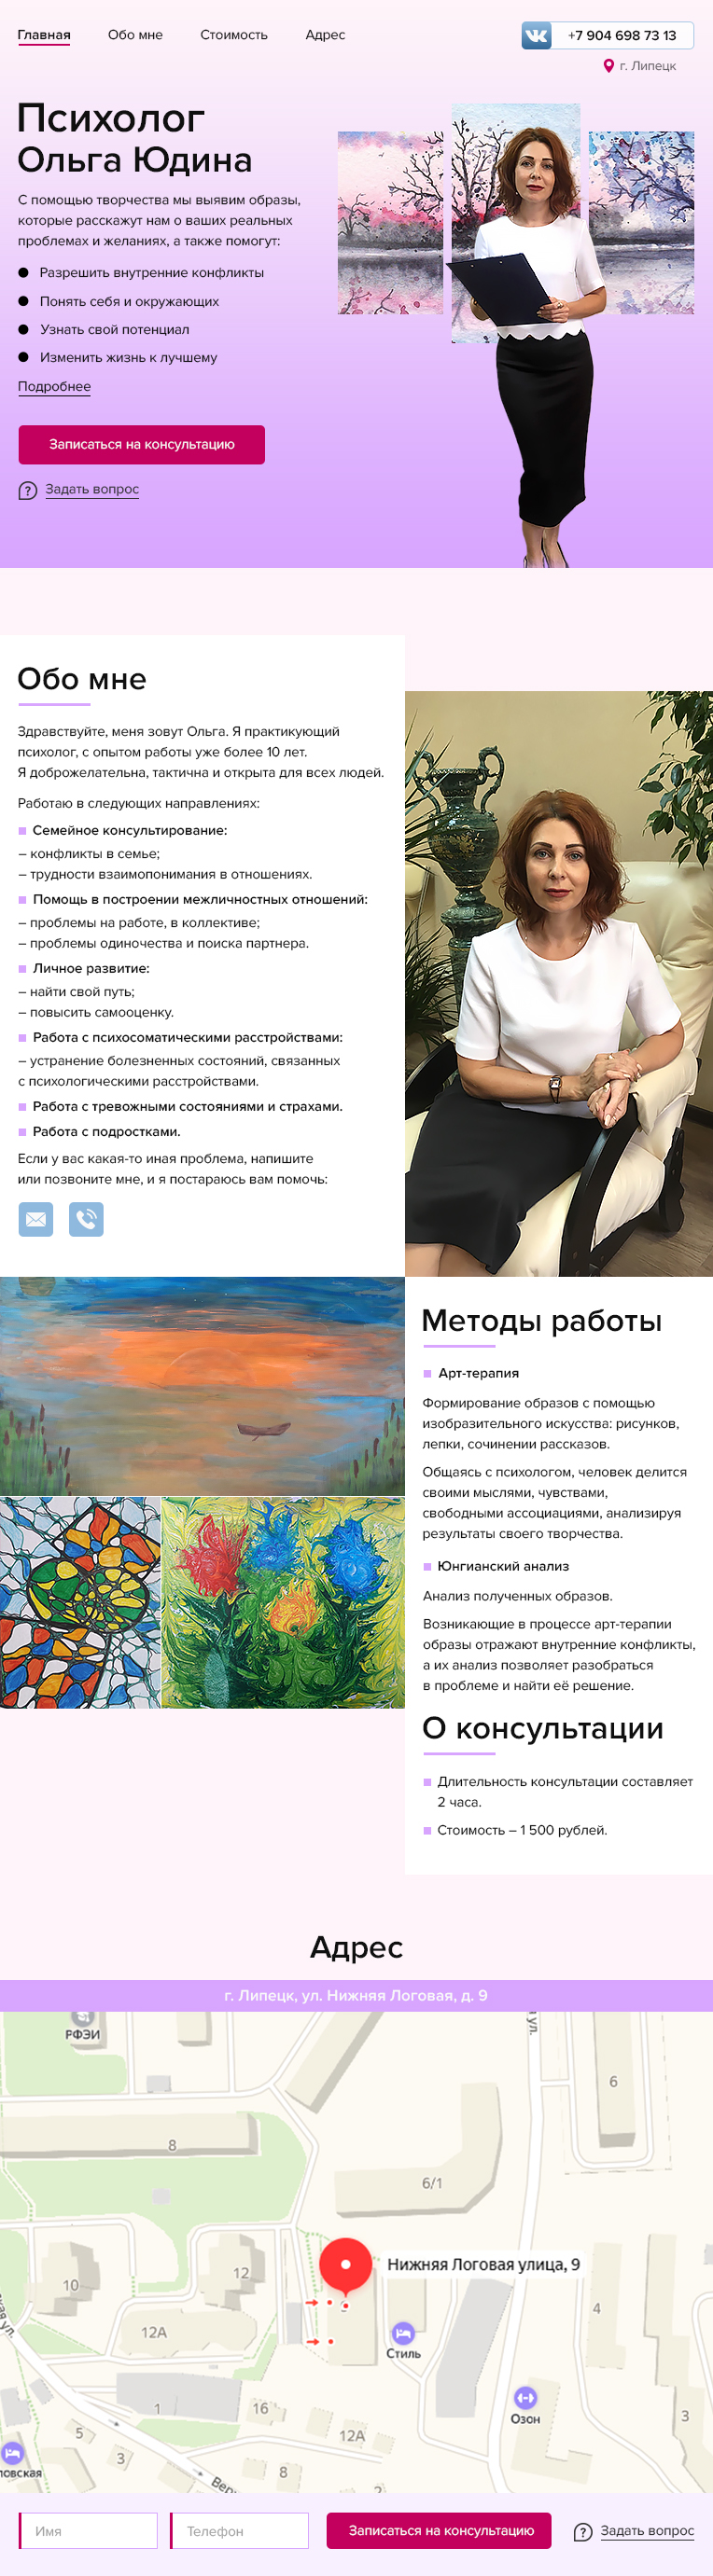 Главная Обо мне Стоимость Адрес
+7 904 698 73 13
г. Липецк
Психолог
Ольга Юдина
С помощью творчества мы выявим образы,
которые расскажут нам о ваших реальных
проблемах и желаниях, а также помогут:
Разрешить внутренние конфликты
Понять себя и окружающих
Узнать свой потенциал
Изменить жизнь к лучшему
Подробнее
Записаться на консультацию
Задать вопрос
Обо мне
Здравствуйте, меня зовут Ольга. Я практикующий
психолог, с опытом работы уже более 10 лет.
Я доброжелательна, тактична и открыта для всех людей.
Работаю в следующих направлениях:
Семейное консультирование:
– конфликты в семье;
– трудности взаимопонимания в отношениях.
Помощь в построении межличностных отношений:
– проблемы на работе, в коллективе;
– проблемы одиночества и поиска партнера.
Личное развитие:
– найти свой путь;
– повысить самооценку.
Работа с психосоматическими расстройствами:
– устранение болезненных состояний, связанных
с психологическими расстройствами.
Работа с тревожными состояниями и страхами.
Работа с подростками.
Если у вас какая-то иная проблема, напишите
или позвоните мне, и я постараюсь вам помочь:
Методы работы
Арт-терапия
Формирование образов с помощью
изобразительного искусства: рисунков,
лепки, сочинении рассказов.
Общаясь с психологом, человек делится
своими мыслями, чувствами,
свободными ассоциациями, анализируя
результаты своего творчества.
Юнгианский анализ
Анализ полученных образов.
Возникающие в процессе арт-терапии
образы отражают внутренние конфликты,
а их анализ позволяет разобраться
в проблеме и найти её решение.
О консультации
Длительность консультации составляет
2 часа.
Стоимость – 1 500 рублей.
Адрес
г. Липецк, ул. Нижняя Логовая, д. 9
РФЭИ
ул.
6
8
6/1
Нижняя Логовая улица, 9
12
10
4
12А
Стиль
1
16
Озон
5
3
12А
3
8
2
Имя Телефон Записаться на консультацию Задать вопрос